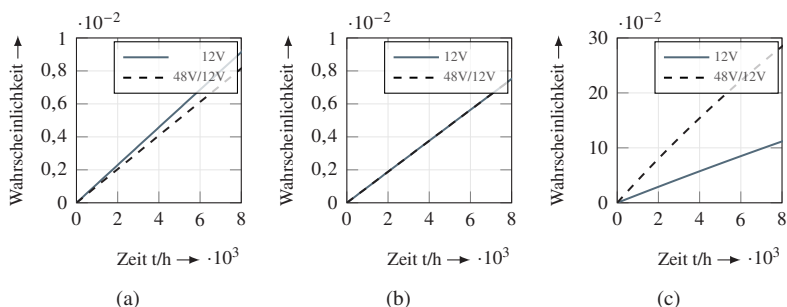 ·10⁻²
1
0,8
0,6
0,4
0,2
0
0 2 4 6 8
Wahrscheinlichkeit →
Zeit t/h → ·10³
12V
48V/12V
(a)
·10⁻²
1
0,8
0,6
0,4
0,2
0
0 2 4 6 8
Wahrscheinlichkeit →
Zeit t/h → ·10³
12V
48V/12V
(b)
·10⁻²
30
20
10
0
0 2 4 6 8
Wahrscheinlichkeit →
Zeit t/h → ·10³
12V
48V/12V
(c)